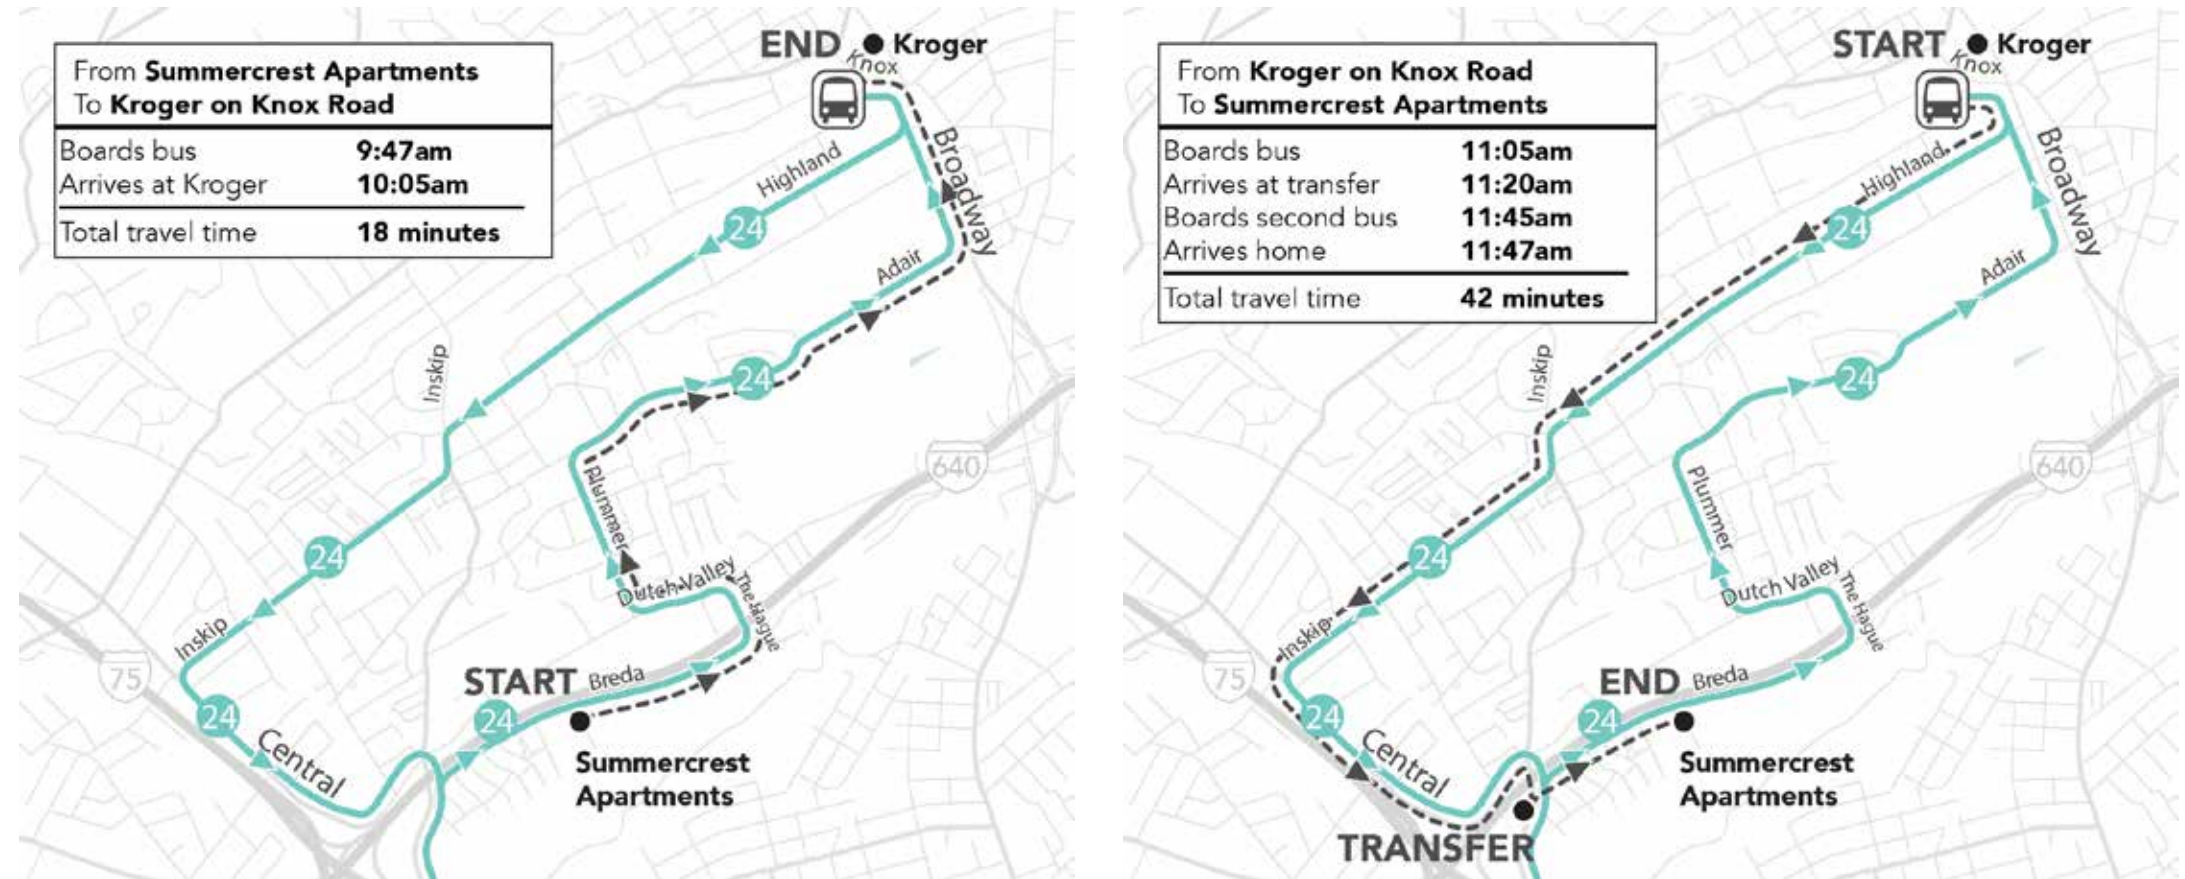 From Summercrest Apartments
To Kroger on Knox Road
Boards bus 9:47am
Arrives at Kroger 10:05am
Total travel time 18 minutes
END
Kroger
Knox
Broadway
Highland
24
Adair
Inskip
24
640
Plummer
24
Dutch Valley
The Hague
Inskip
75
START
Breda
24
24
Central
Summercrest
Apartments
From Kroger on Knox Road
To Summercrest Apartments
Boards bus 11:05am
Arrives at transfer 11:20am
Boards second bus 11:45am
Arrives home 11:47am
Total travel time 42 minutes
START
Kroger
Knox
Broadway
Highland
24
Adair
Inskip
24
640
Plummer
24
Dutch Valley
The Hague
Inskip
75
END
Breda
24
24
Central
Summercrest
Apartments
TRANSFER